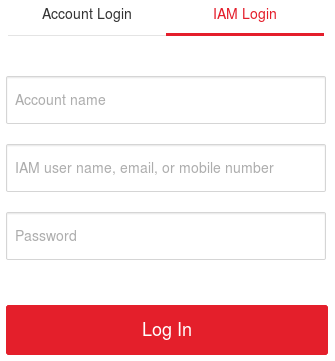 Account Login
IAM Login
Account name
IAM user name, email, or mobile number
Password
Log In